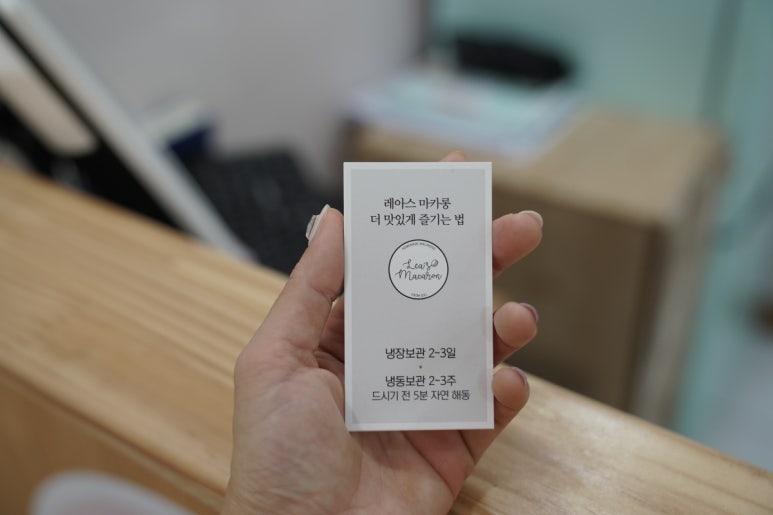 레아스 마카롱
더 맛있게 즐기는 법
Lea's
Macaron
냉장보관 2~3일
냉동보관 2~3주
드시기 전 5분 자연 해동